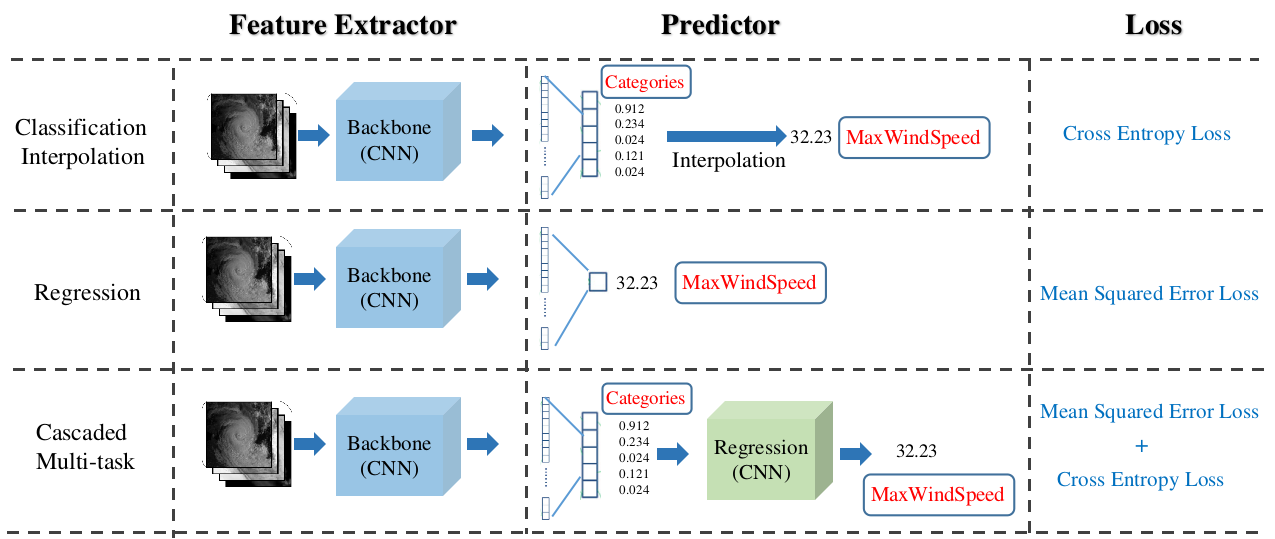 Feature Extractor
Predictor
Loss
Classification
Interpolation
Backbone
(CNN)
Categories
0.912
0.234
0.024
0.121
0.024
Interpolation
32.23
MaxWindSpeed
Cross Entropy Loss
Regression
Backbone
(CNN)
32.23
MaxWindSpeed
Mean Squared Error Loss
Cascaded
Multi-task
Backbone
(CNN)
Categories
0.912
0.234
0.024
0.121
0.024
Regression
(CNN)
32.23
MaxWindSpeed
Mean Squared Error Loss
+
Cross Entropy Loss